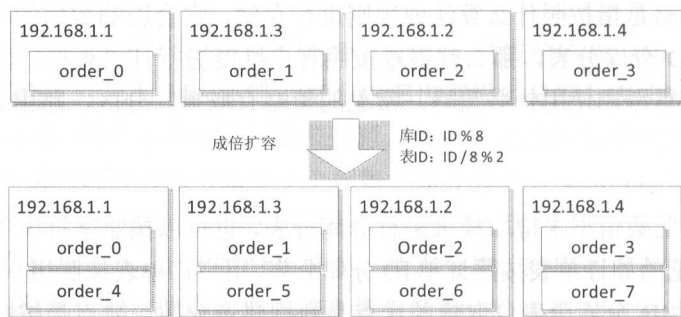 192.168.1.1
192.168.1.3
192.168.1.2
192.168.1.4
order_0
order_1
order_2
order_3
成倍扩容
库ID: ID%8
表ID: ID/8%2
192.168.1.1
192.168.1.3
192.168.1.2
192.168.1.4
order_0
order_1
Order_2
order_3
order_4
order_5
order_6
order_7